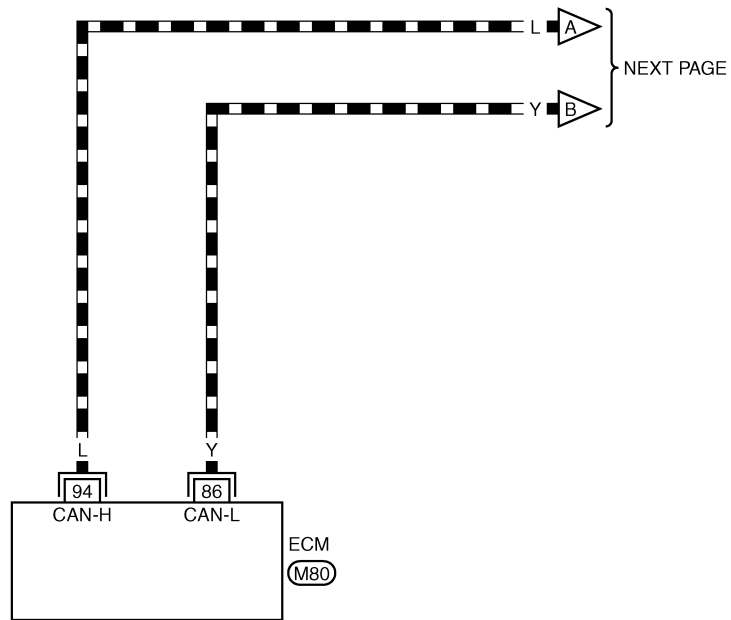 L A
NEXT PAGE
Y B
L Y
94 86
CAN-H CAN-L
ECM
M80